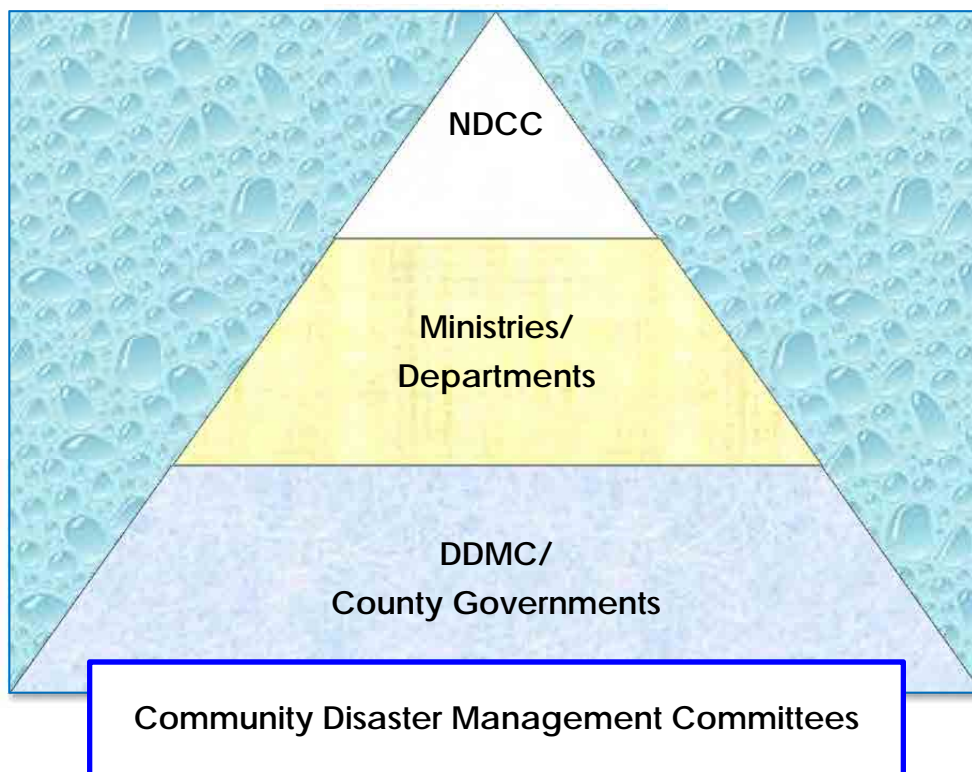 NDCC
Ministries/
Departments
DDMC/
County Governments
Community Disaster Management Committees